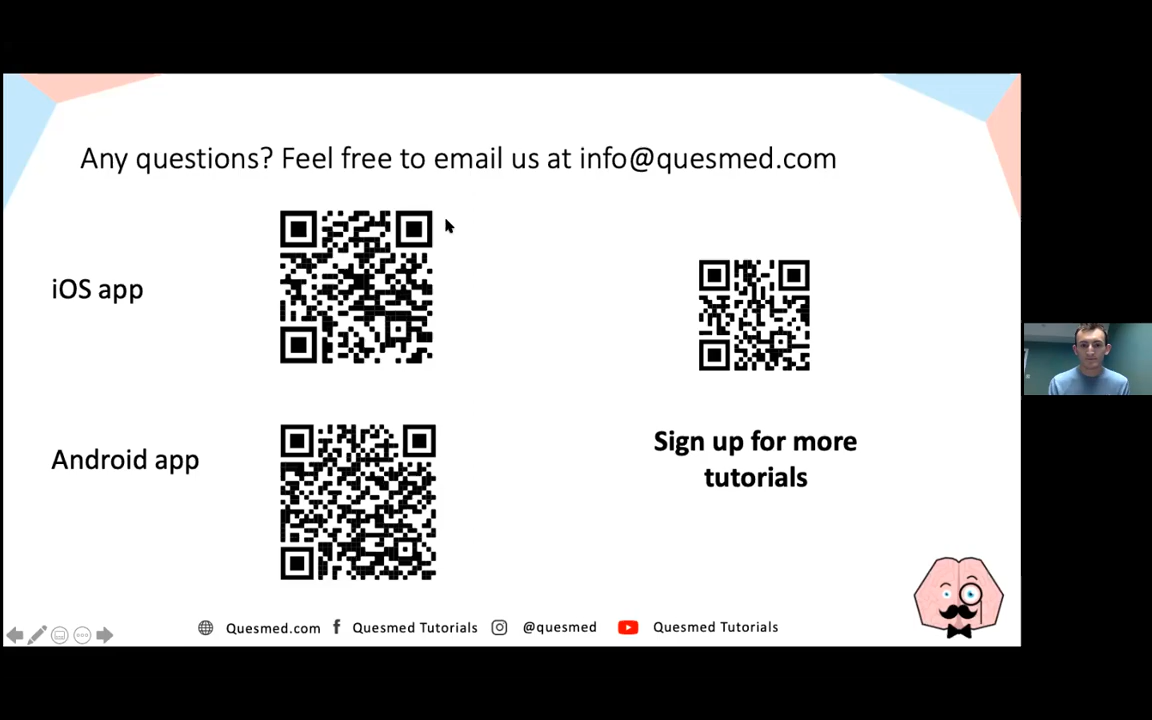 Any questions? Feel free to email us at info@quesmed.com
iOS app
Android app
Sign up for more
tutorials
Quesmed.com
Quesmed Tutorials
@quesmed
Quesmed Tutorials